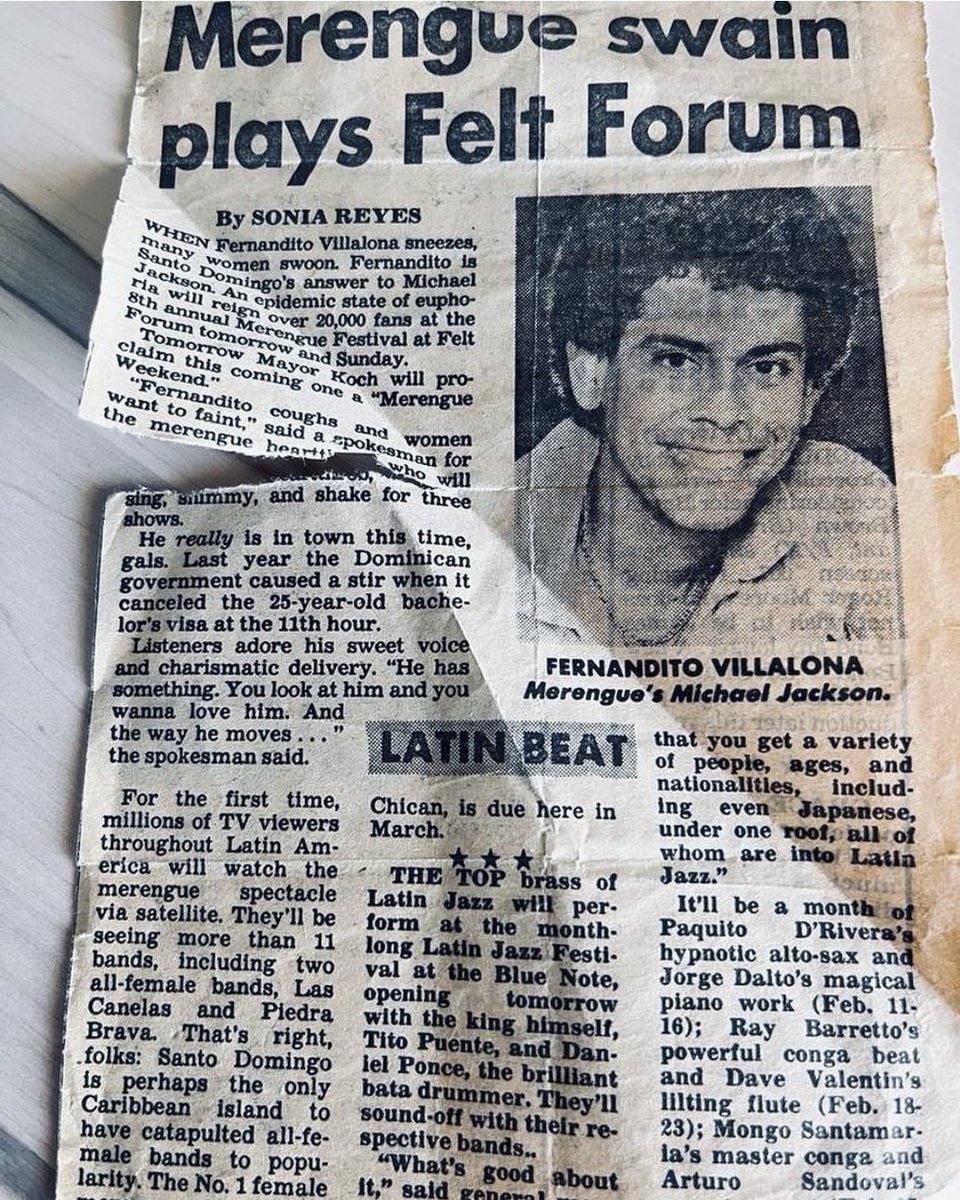 Merengue swain
plays Felt Forum
By SONIA REYES
WHEN Fernandito Villalona sneezes,
many women swoon. Fernandito is
Santo Domingo's answer to Michael
Jackson. An epidemic state of eupho-
ria will reign over 20,000 fans at the
8th annual Merengue Festival at Felt
Forum tomorrow and Sunday.
Tomorrow Mayor Koch will pro-
claim this coming one a "Merengue
Weekend."
"Fernandito, coughs and women
want to faint," said a spokesman for
the merengue who will
sing, shimmy, and shake for three
shows.
He really is in town this time,
gals. Last year the Dominican
government caused a stir when it
canceled the 25-year-old bache-
lor's visa at the 11th hour.
Listeners adore his sweet voice
and charismatic delivery. "He has
something. You look at him and you
wanna love him. And
the way he moves . . . "
the spokesman said.
For the first time,
millions of TV viewers
throughout Latin Am-
erica will watch the
merengue spectacle
via satellite. They'll be
seeing more than 11
bands, including two
all-female bands, Las
Canelas and Piedra
Brava. That's right,
folks: Santo Domingo
is perhaps the only
Caribbean island to
have catapulted all-fe-
male bands to popu-
larity. The No. 1 female
FERNANDITO VILLALONA
Merengue's Michael Jackson.
LATIN BEAT
Chican, is due here in
March.
★ ★ ★
THE TOP brass of
Latin Jazz will per-
form at the month-
long Latin Jazz Festi-
val at the Blue Note,
opening tomorrow
with the king himself,
Tito Puente, and Dan-
iel Ponce, the brilliant
bata drummer. They'll
sound-off with their re-
spective bands..
"What's good about
it," said general
that you get a variety
of people, ages, and
nationalities, includ-
ing even Japanese,
under one roof, all of
whom are into Latin
Jazz."
It'll be a month of
Paquito D'Rivera's
hypnotic alto-sax and
Jorge Dalto's magical
piano work (Feb. 11-
16); Ray Barretto's
powerful conga beat
and Dave Valentin's
lilting flute (Feb. 18-
23); Mongo Santamar-
ia's master conga and
Arturo Sandoval's